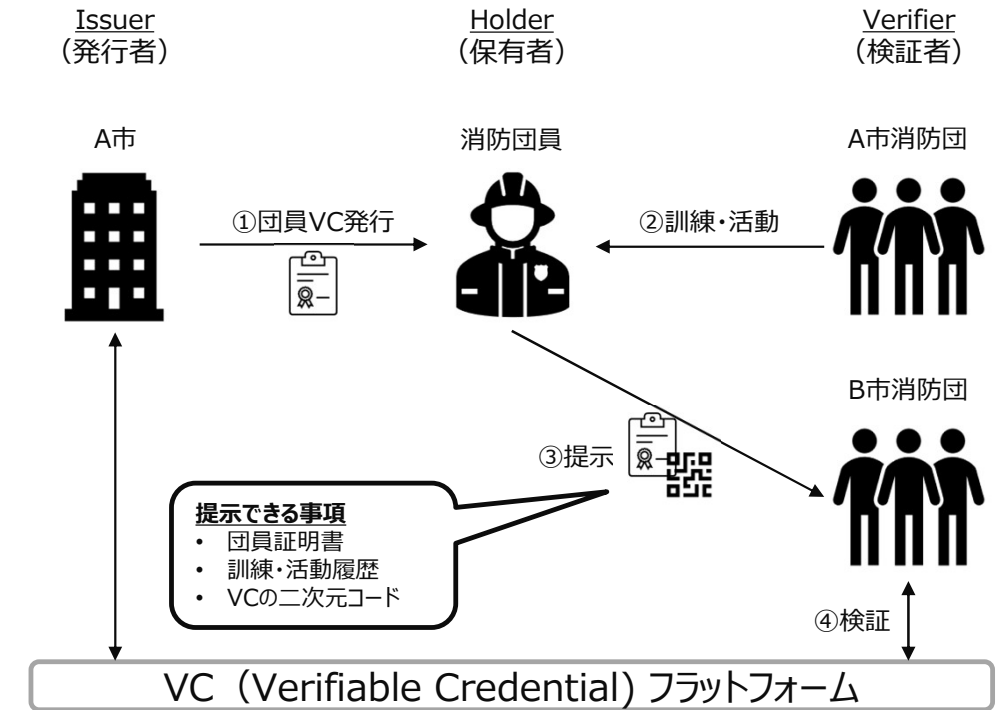 Issuer
（発行者）
Holder
（保有者）
Verifier
（検証者）
A市
消防団員
A市消防団
①団員VC発行
②訓練・活動
B市消防団
③提示
提示できる事項
• 団員証明書
• 訓練・活動履歴
• VCの二次元コード
④検証
VC（Verifiable Credential) プラットフォーム